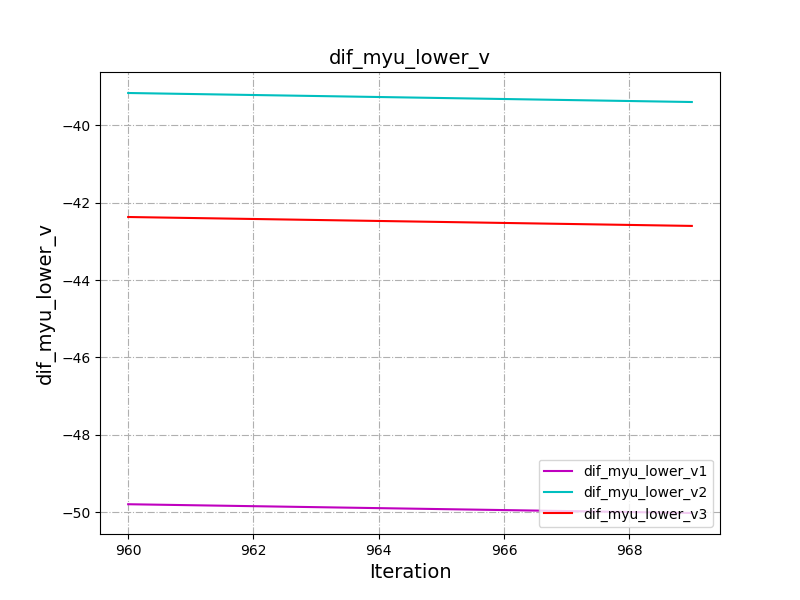 dif_myu_lower_v
dif_myu_lower_v
−40
−42
−44
−46
−48
−50
960
962
964
966
968
Iteration
dif_myu_lower_v1
dif_myu_lower_v2
dif_myu_lower_v3